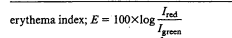 erythema index; E = 100×log I_red / I_green